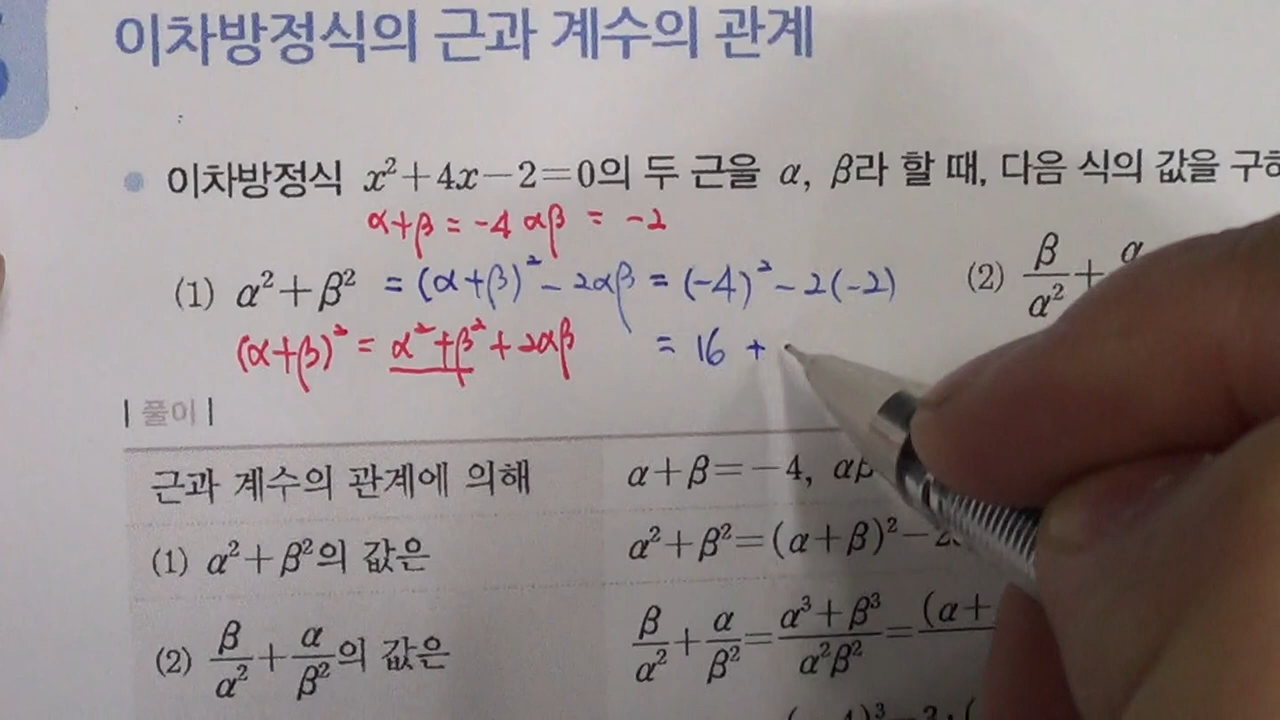 이차방정식의 근과 계수의 관계
이차방정식 x²+4x−2=0의 두 근을 α, β라 할 때, 다음 식의 값을
α+β = -4 αβ = -2
(1) α²+β² = (α+β)² - 2αβ = (-4)² - 2(-2)
(2) β/α² +
(α+β)² = α²+β² + 2αβ
= 16 +
| 풀이 |
근과 계수의 관계에 의해 α+β=−4,
(1) α²+β²의 값은 α²+β²=(α+β)²−
(2) β/α² + α/β²의 값은 β/α² + α/β² = (α³+β³)/(α²β²) =